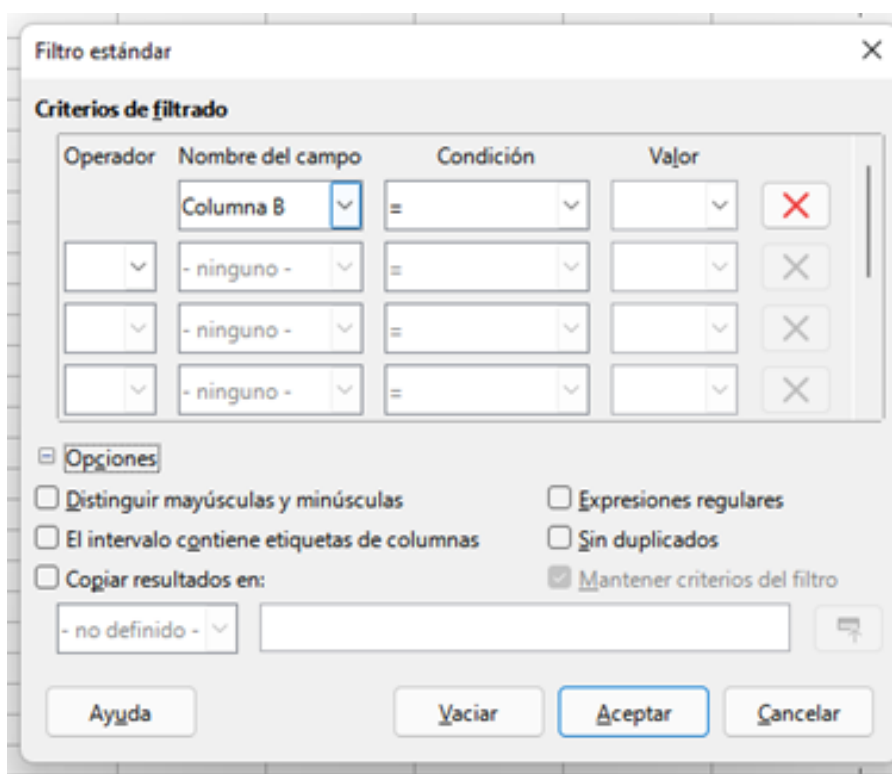 Filtro estándar
Criterios de filtrado
Operador Nombre del campo Condición Valor
Columna B =
- ninguno - =
- ninguno - =
- ninguno - =
Opciones
Distinguir mayúsculas y minúsculas Expresiones regulares
El intervalo contiene etiquetas de columnas Sin duplicados
Copiar resultados en: Mantener criterios del filtro
- no definido -
Ayuda Vaciar Aceptar Cancelar